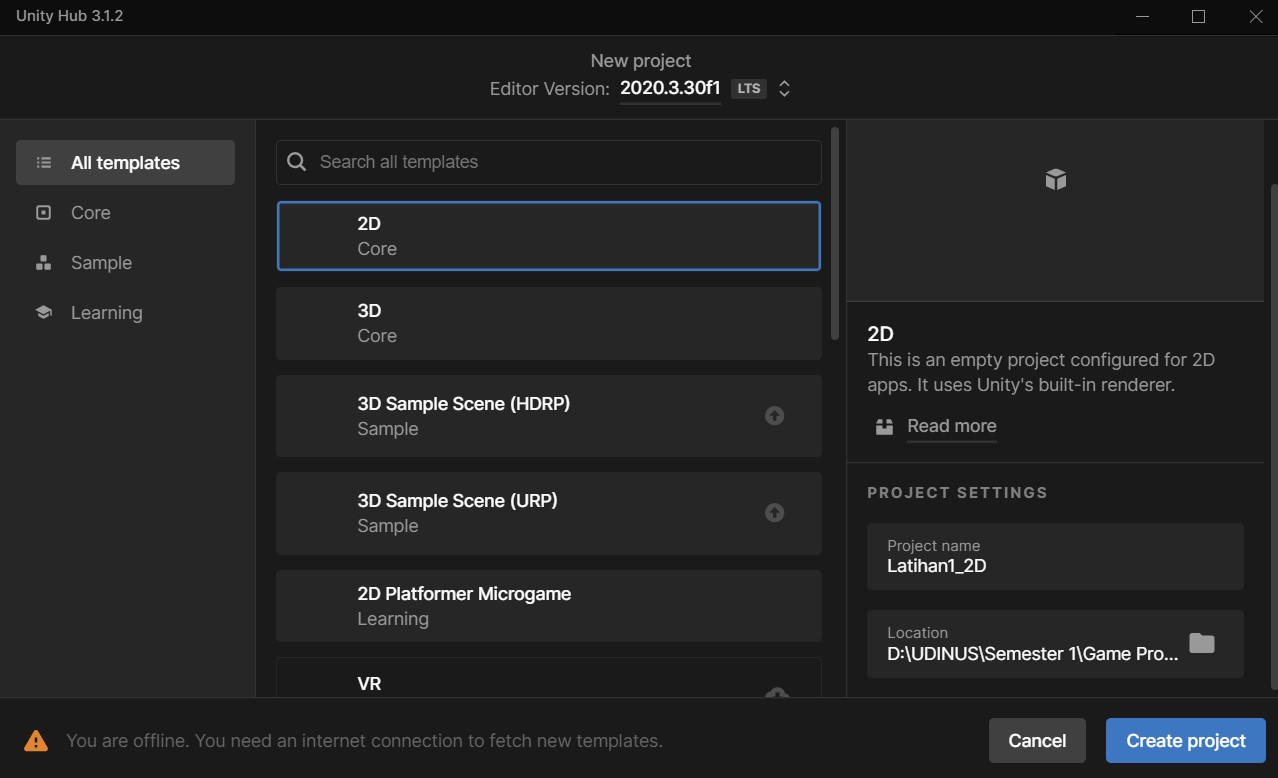 Unity Hub 3.1.2
New project
Editor Version: 2020.3.30f1 LTS
All templates
Core
Sample
Learning
Search all templates
2D
Core
3D
Core
3D Sample Scene (HDRP)
Sample
3D Sample Scene (URP)
Sample
2D Platformer Microgame
Learning
VR
2D
This is an empty project configured for 2D
apps. It uses Unity's built-in renderer.
Read more
PROJECT SETTINGS
Project name
Latihan1_2D
Location
D:\UDINUS\Semester 1\Game Pro...
You are offline. You need an internet connection to fetch new templates.
Cancel
Create project